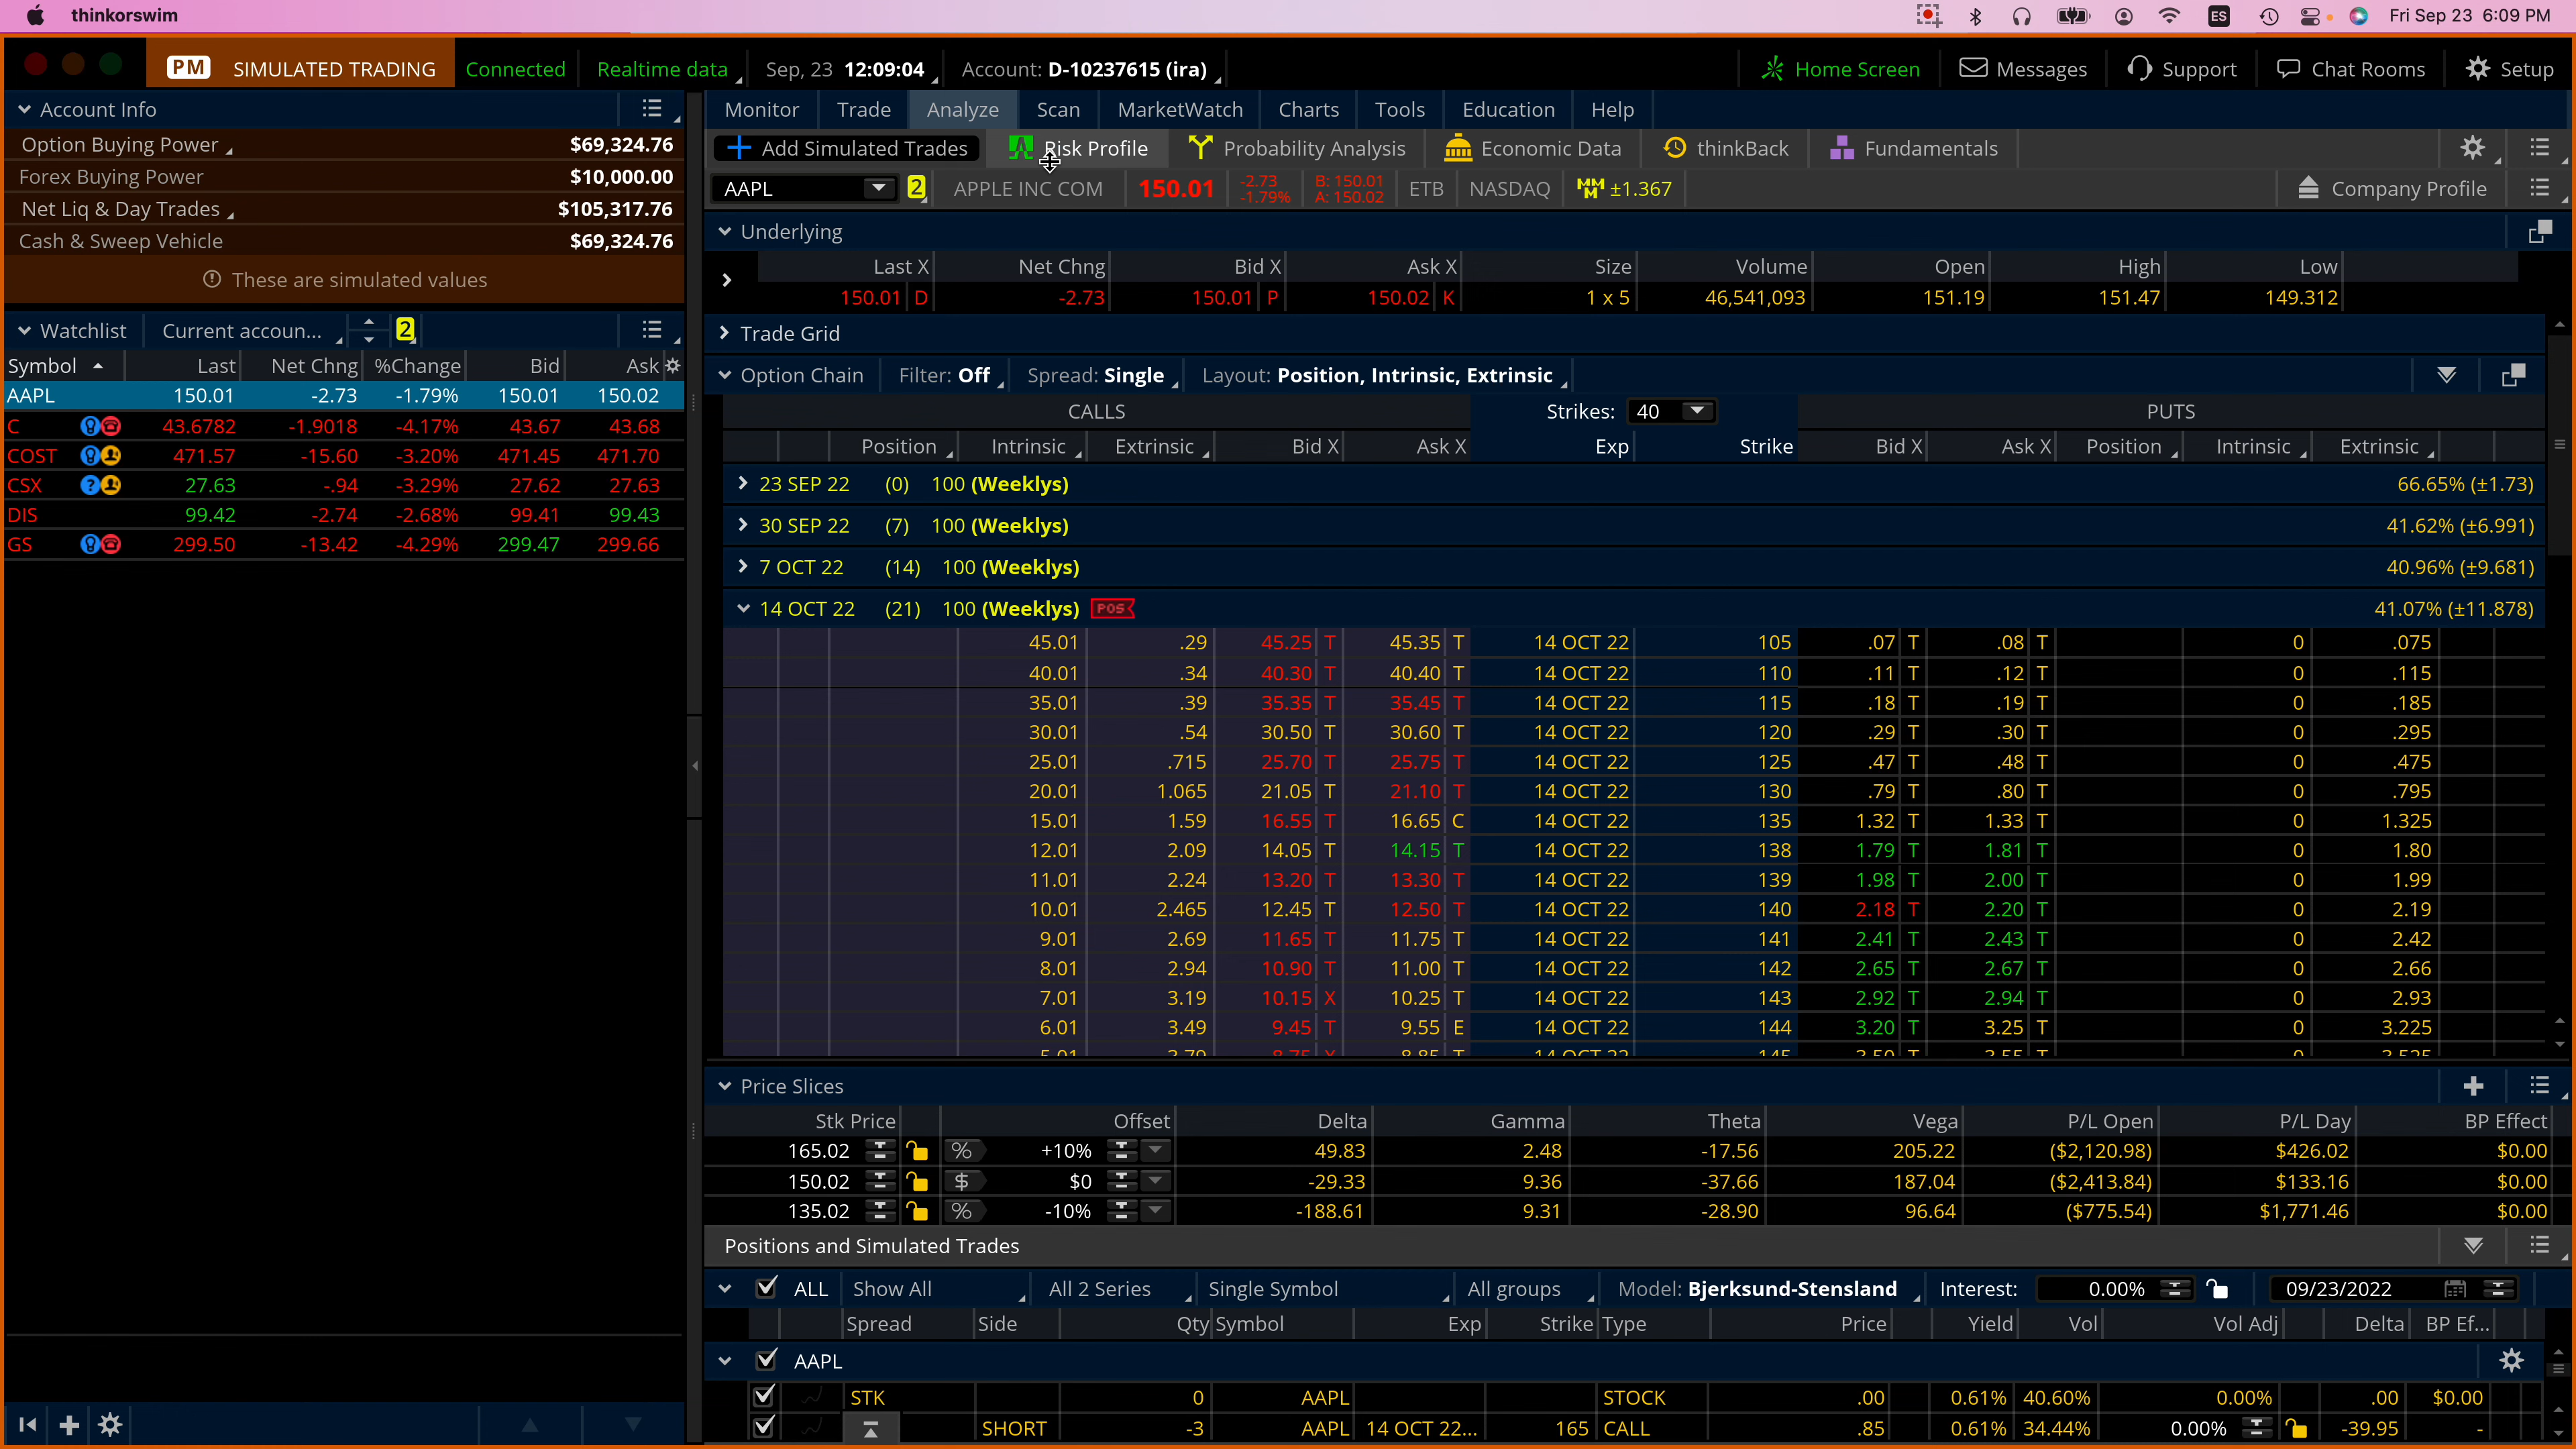 thinkorswim ES Fri Sep 23 6:09 PM
PM SIMULATED TRADING Connected Realtime data Sep, 23 12:09:04 Account: D-10237615 (ira) Home Screen Messages Support Chat Rooms Setup
Account Info
Option Buying Power $69,324.76
Forex Buying Power $10,000.00
Net Liq & Day Trades $105,317.76
Cash & Sweep Vehicle $69,324.76
These are simulated values
Watchlist Current accoun... 2
Symbol Last Net Chng %Change Bid Ask
AAPL 150.01 -2.73 -1.79% 150.01 150.02
C 43.6782 -1.9018 -4.17% 43.67 43.68
COST 471.57 -15.60 -3.20% 471.45 471.70
CSX 27.63 -.94 -3.29% 27.62 27.63
DIS 99.42 -2.74 -2.68% 99.41 99.43
GS 299.50 -13.42 -4.29% 299.47 299.66
Monitor Trade Analyze Scan MarketWatch Charts Tools Education Help
Add Simulated Trades Risk Profile Probability Analysis Economic Data thinkBack Fundamentals
AAPL 2 APPLE INC COM 150.01 -2.73 -1.79% B: 150.01 A: 150.02 ETB NASDAQ ±1.367 Company Profile
Underlying
Last X Net Chng Bid X Ask X Size Volume Open High Low
150.01 D -2.73 150.01 P 150.02 K 1 x 5 46,541,093 151.19 151.47 149.312
Trade Grid
Option Chain Filter: Off Spread: Single Layout: Position, Intrinsic, Extrinsic
CALLS Strikes: 40 PUTS
Position Intrinsic Extrinsic Bid X Ask X Exp Strike Bid X Ask X Position Intrinsic Extrinsic
23 SEP 22 (0) 100 (Weeklys) 66.65% (±1.73)
30 SEP 22 (7) 100 (Weeklys) 41.62% (±6.991)
7 OCT 22 (14) 100 (Weeklys) 40.96% (±9.681)
14 OCT 22 (21) 100 (Weeklys) POS 41.07% (±11.878)
45.01 .29 45.25 T 45.35 T 14 OCT 22 105 .07 T .08 T 0 .075
40.01 .34 40.30 T 40.40 T 14 OCT 22 110 .11 T .12 T 0 .115
35.01 .39 35.35 T 35.45 T 14 OCT 22 115 .18 T .19 T 0 .185
30.01 .54 30.50 T 30.60 T 14 OCT 22 120 .29 T .30 T 0 .295
25.01 .715 25.70 T 25.75 T 14 OCT 22 125 .47 T .48 T 0 .475
20.01 1.065 21.05 T 21.10 T 14 OCT 22 130 .79 T .80 T 0 .795
15.01 1.59 16.55 T 16.65 C 14 OCT 22 135 1.32 T 1.33 T 0 1.325
12.01 2.09 14.05 T 14.15 T 14 OCT 22 138 1.79 T 1.81 T 0 1.80
11.01 2.24 13.20 T 13.30 T 14 OCT 22 139 1.98 T 2.00 T 0 1.99
10.01 2.465 12.45 T 12.50 T 14 OCT 22 140 2.18 T 2.20 T 0 2.19
9.01 2.69 11.65 T 11.75 T 14 OCT 22 141 2.41 T 2.43 T 0 2.42
8.01 2.94 10.90 T 11.00 T 14 OCT 22 142 2.65 T 2.67 T 0 2.66
7.01 3.19 10.15 X 10.25 T 14 OCT 22 143 2.92 T 2.94 T 0 2.93
6.01 3.49 9.45 T 9.55 E 14 OCT 22 144 3.20 T 3.25 T 0 3.225
Price Slices
Stk Price Offset Delta Gamma Theta Vega P/L Open P/L Day BP Effect
165.02 % +10% 49.83 2.48 -17.56 205.22 ($2,120.98) $426.02 $0.00
150.02 $ $0 -29.33 9.36 -37.66 187.04 ($2,413.84) $133.16 $0.00
135.02 % -10% -188.61 9.31 -28.90 96.64 ($775.54) $1,771.46 $0.00
Positions and Simulated Trades
ALL Show All All 2 Series Single Symbol All groups Model: Bjerksund-Stensland Interest: 0.00% 09/23/2022
Spread Side Qty Symbol Exp Strike Type Price Yield Vol Vol Adj Delta BP Ef...
AAPL
STK 0 AAPL STOCK .00 0.61% 40.60% 0.00% .00 $0.00
SHORT -3 AAPL 14 OCT 22... 165 CALL .85 0.61% 34.44% 0.00% -39.95 -